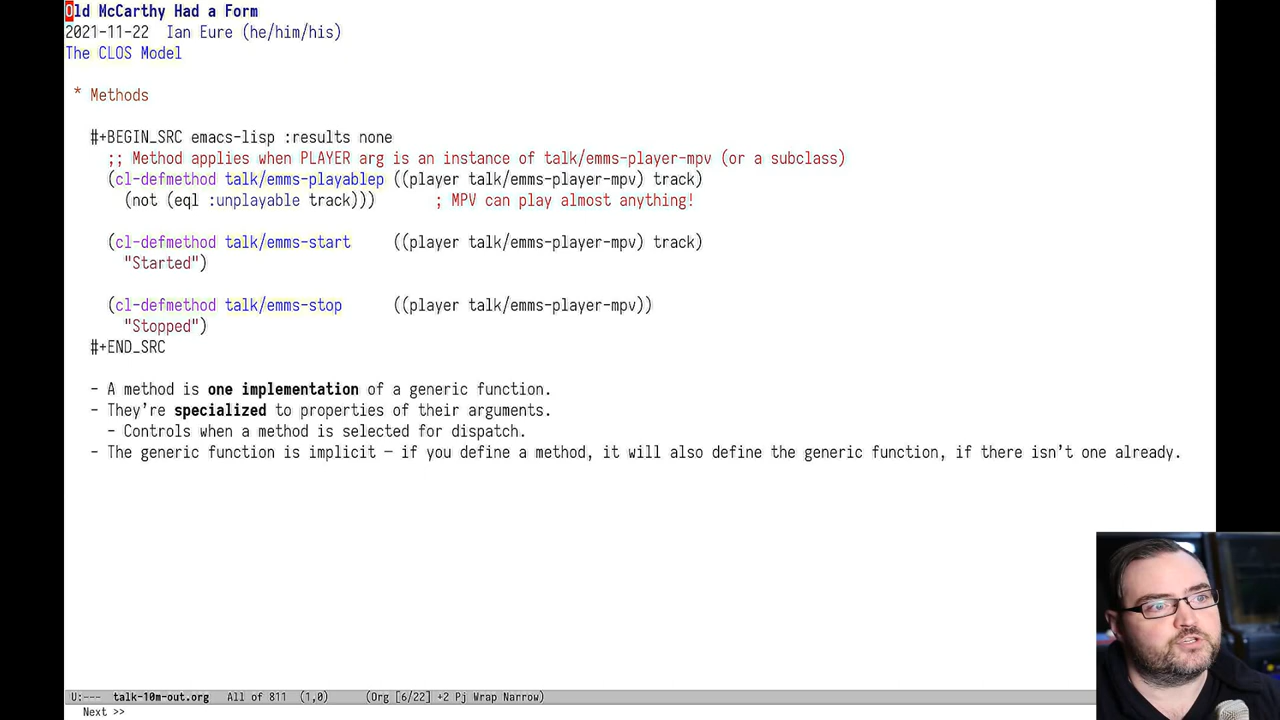 Old McCarthy Had a Form
2021-11-22  Ian Eure (he/him/his)
The CLOS Model
* Methods
#+BEGIN_SRC emacs-lisp :results none
;; Method applies when PLAYER arg is an instance of talk/emms-player-mpv (or a subclass)
(cl-defmethod talk/emms-playablep ((player talk/emms-player-mpv) track)
(not (eql :unplayable track)))       ; MPV can play almost anything!
(cl-defmethod talk/emms-start     ((player talk/emms-player-mpv) track)
"Started")
(cl-defmethod talk/emms-stop      ((player talk/emms-player-mpv))
"Stopped")
#+END_SRC
- A method is one implementation of a generic function.
- They're specialized to properties of their arguments.
- Controls when a method is selected for dispatch.
- The generic function is implicit — if you define a method, it will also define the generic function, if there isn't one already.
U:---  talk-10m-out.org   All of 811  (1,0)     (Org [6/22] +2 Pj Wrap Narrow)
Next >>